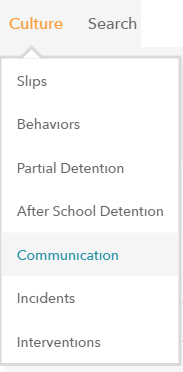 Culture Search
Slips
Behaviors
Partial Detention
After School Detention
Communication
Incidents
Interventions